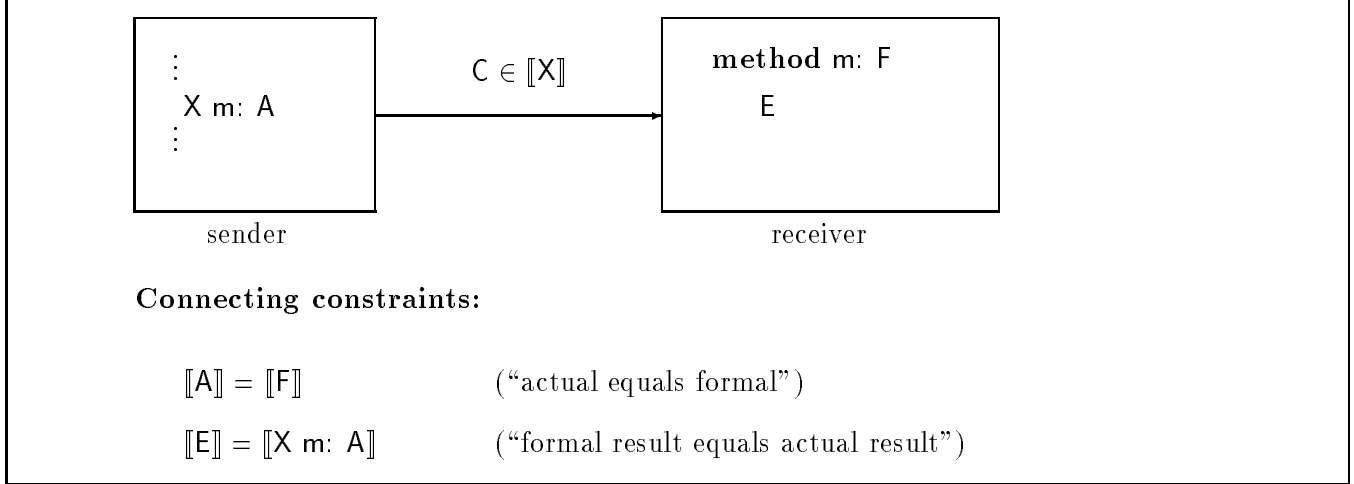 ⋮
X m: A
⋮
C ∈ ⟦X⟧
method m: F
E
sender
receiver
Connecting constraints:
⟦A⟧ = ⟦F⟧ (“actual equals formal”)
⟦E⟧ = ⟦X m: A⟧ (“formal result equals actual result”)